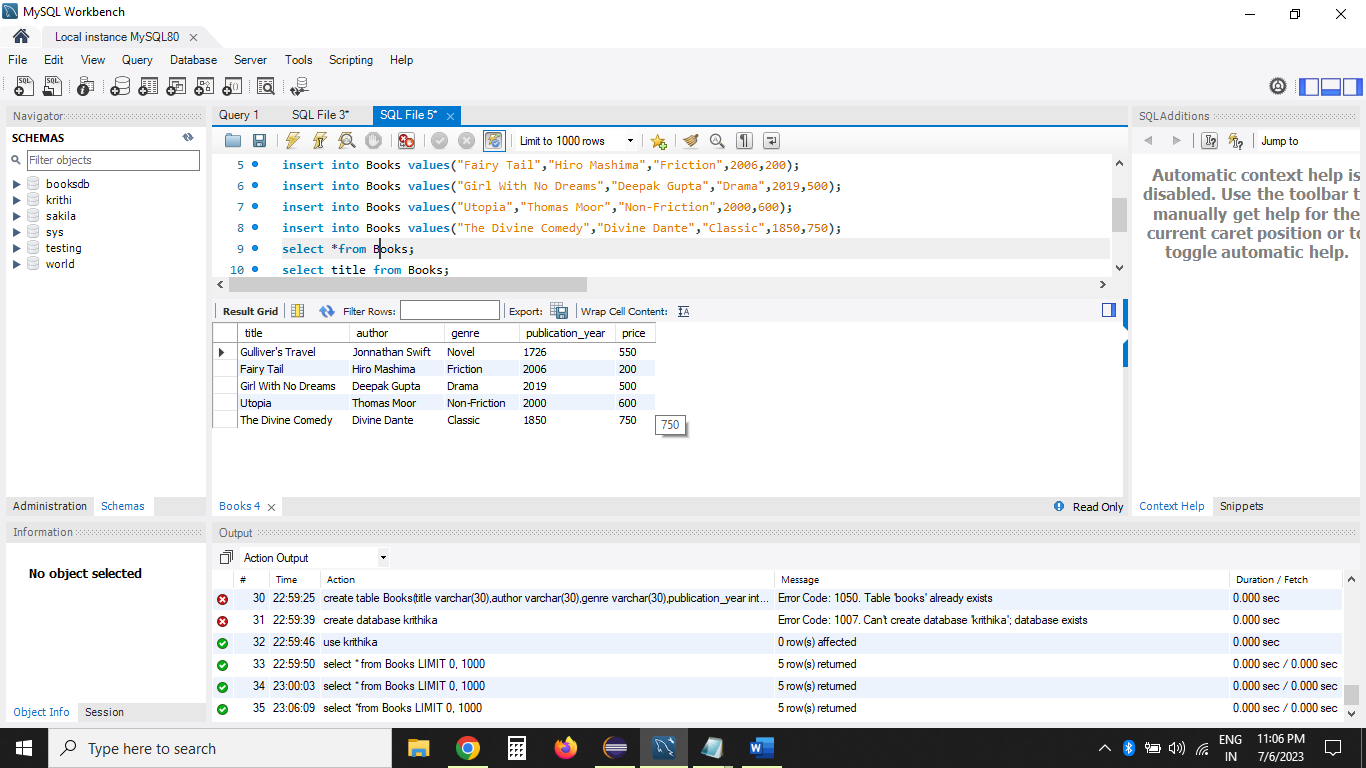 MySQL Workbench
Local instance MySQL80
File Edit View Query Database Server Tools Scripting Help
Navigator
SCHEMAS
Filter objects
booksdb
krithi
sakila
sys
testing
world
Administration Schemas
Information
No object selected
Object Info Session
Query 1 SQL File 3* SQL File 5*
Limit to 1000 rows
5 insert into Books values("Fairy Tail","Hiro Mashima","Friction",2006,200);
6 insert into Books values("Girl With No Dreams","Deepak Gupta","Drama",2019,500);
7 insert into Books values("Utopia","Thomas Moor","Non-Friction",2000,600);
8 insert into Books values("The Divine Comedy","Divine Dante","Classic",1850,750);
9 select *from Books;
10 select title from Books;
Result Grid Filter Rows: Export: Wrap Cell Content:
title author genre publication_year price
Gulliver's Travel Jonnathan Swift Novel 1726 550
Fairy Tail Hiro Mashima Friction 2006 200
Girl With No Dreams Deepak Gupta Drama 2019 500
Utopia Thomas Moor Non-Friction 2000 600
The Divine Comedy Divine Dante Classic 1850 750
750
Books 4 Read Only
SQLAdditions
Jump to
Automatic context help is
disabled. Use the toolbar t
manually get help for the
current caret position or to
toggle automatic help.
Context Help Snippets
Output
Action Output
# Time Action Message Duration / Fetch
30 22:59:25 create table Books(title varchar(30),author varchar(30),genre varchar(30),publication_year int... Error Code: 1050. Table 'books' already exists 0.000 sec
31 22:59:39 create database krithika Error Code: 1007. Can't create database 'krithika'; database exists 0.000 sec
32 22:59:46 use krithika 0 row(s) affected 0.000 sec
33 22:59:50 select * from Books LIMIT 0, 1000 5 row(s) returned 0.000 sec / 0.000 sec
34 23:00:03 select * from Books LIMIT 0, 1000 5 row(s) returned 0.000 sec / 0.000 sec
35 23:06:09 select *from Books LIMIT 0, 1000 5 row(s) returned 0.000 sec / 0.000 sec
Type here to search
ENG
IN
11:06 PM
7/6/2023